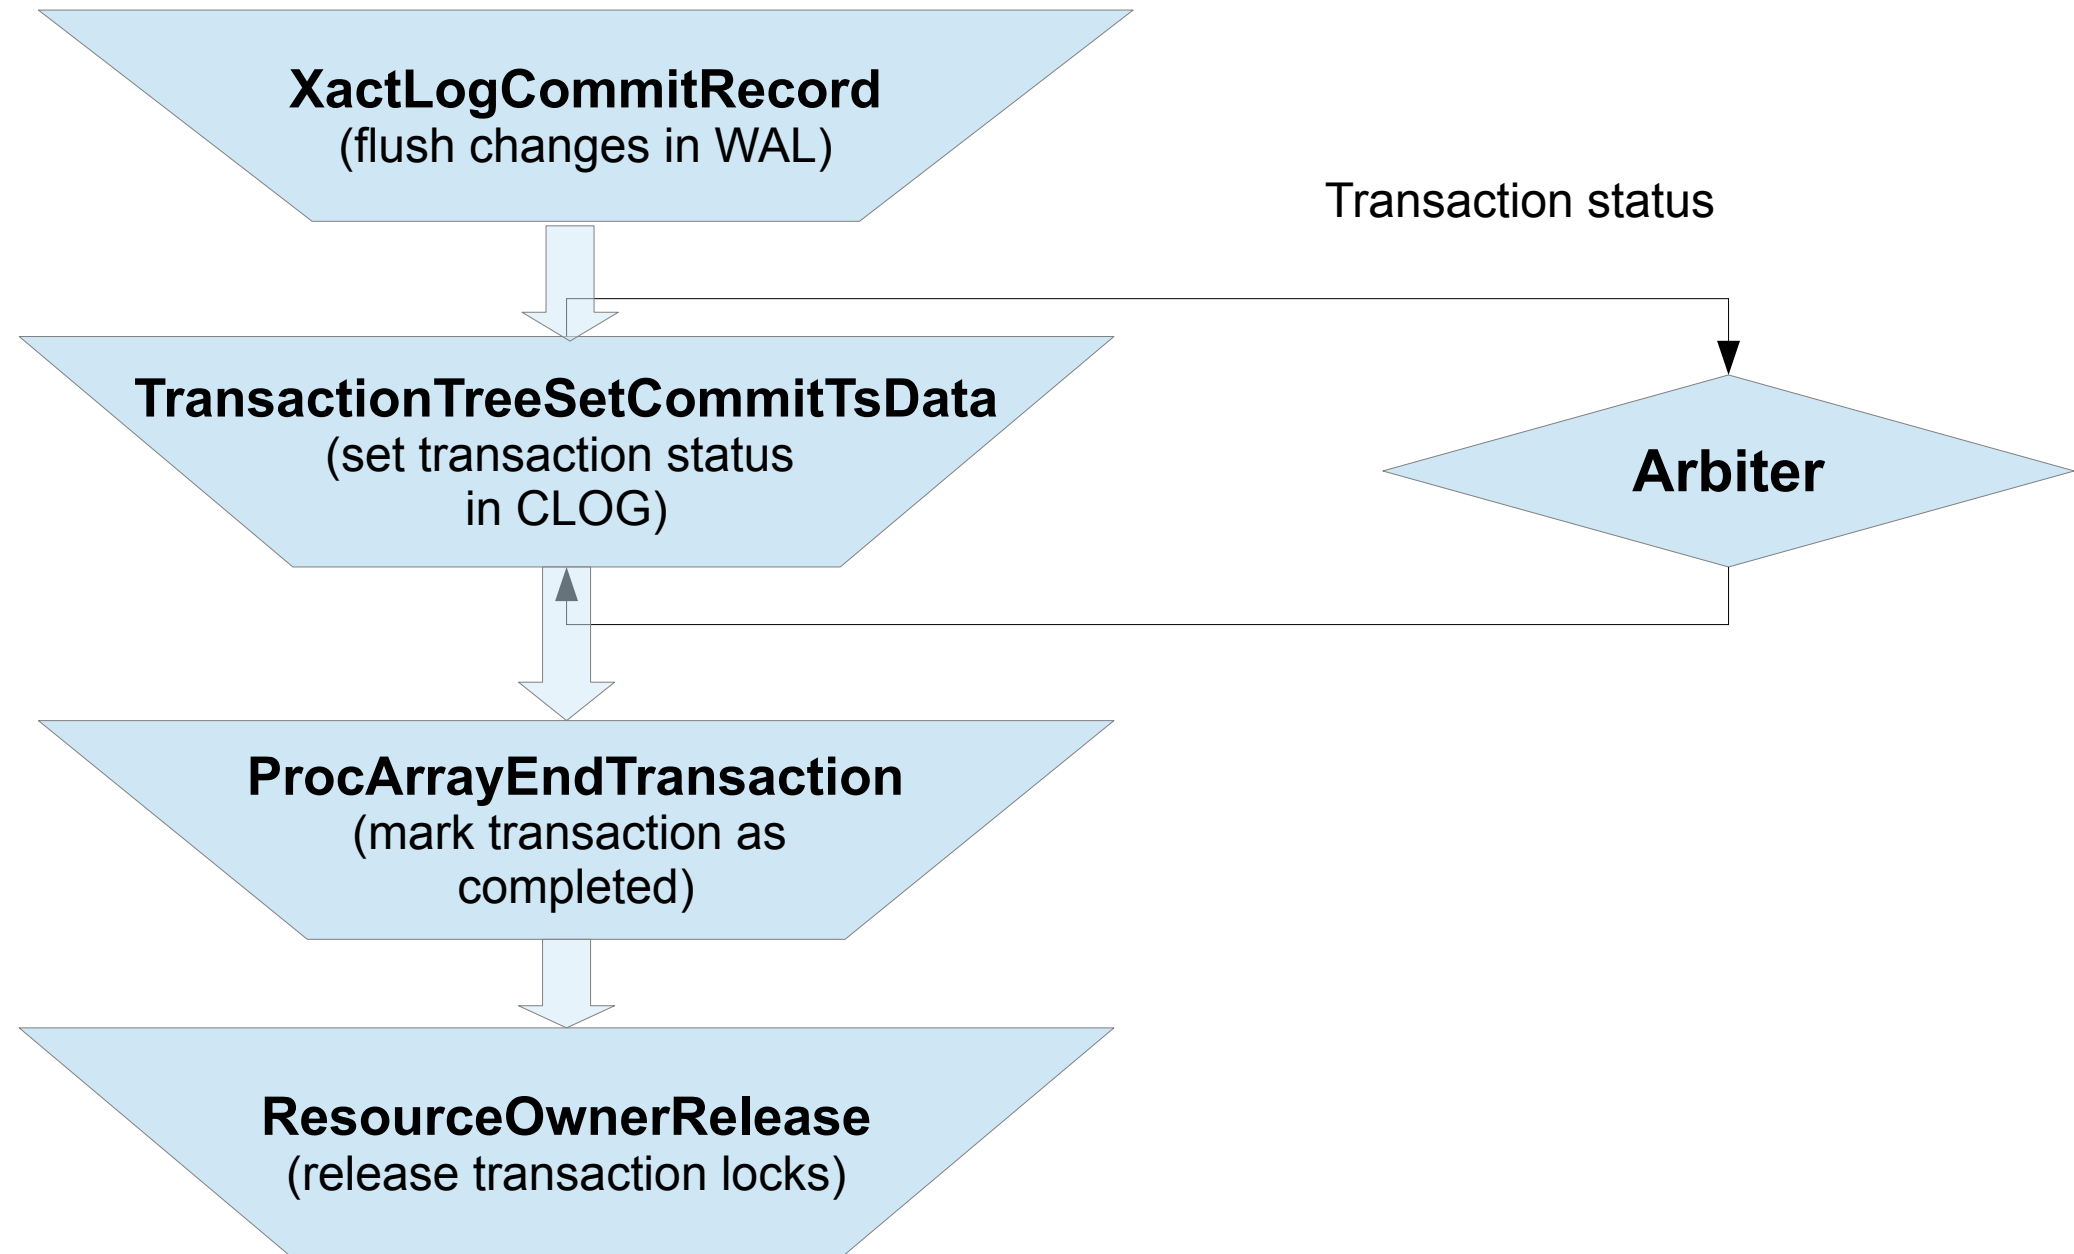 XactLogCommitRecord
(flush changes in WAL)
Transaction status
TransactionTreeSetCommitTsData
(set transaction status
in CLOG)
Arbiter
ProcArrayEndTransaction
(mark transaction as
completed)
ResourceOwnerRelease
(release transaction locks)